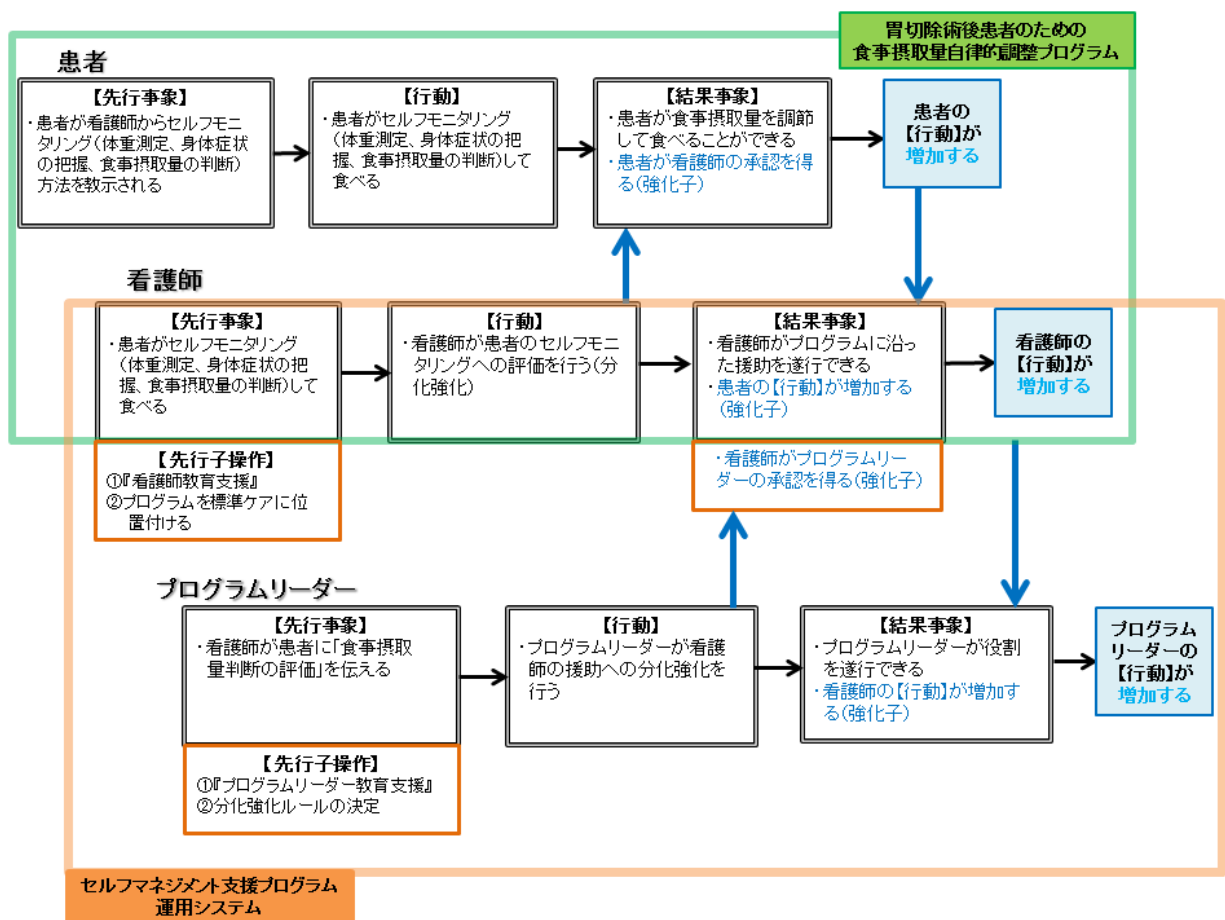 胃切除術後患者のための
食事摂取量自律的調整プログラム
患者
【先行事象】
・患者が看護師からセルフモニ
タリング(体重測定、身体症状
の把握、食事摂取量の判断)
方法を教示される
【行動】
・患者がセルフモニタリング
(体重測定、身体症状の把
握、食事摂取量の判断)して
食べる
【結果事象】
・患者が食事摂取量を調節
して食べることができる
・患者が看護師の承認を得
る(強化子)
患者の
【行動】が
増加する
看護師
【先行事象】
・患者がセルフモニタリング
(体重測定、身体症状の把
握、食事摂取量の判断)して
食べる
【行動】
・看護師が患者のセルフモニ
タリングへの評価を行う(分
化強化)
【結果事象】
・看護師がプログラムに沿っ
た援助を遂行できる
・患者の【行動】が増加する
(強化子)
看護師の
【行動】が
増加する
【先行子操作】
①『看護師教育支援』
②プログラムを標準ケアに位
置付ける
・看護師がプログラムリー
ダーの承認を得る(強化子)
プログラムリーダー
【先行事象】
・看護師が患者に「食事摂取
量判断の評価」を伝える
【行動】
・プログラムリーダーが看護
師の援助への分化強化を
行う
【結果事象】
・プログラムリーダーが役割
を遂行できる
・看護師の【行動】が増加す
る(強化子)
プログラム
リーダーの
【行動】が
増加する
【先行子操作】
①『プログラムリーダー教育支援』
②分化強化ルールの決定
セルフマネジメント支援プログラム
運用システム